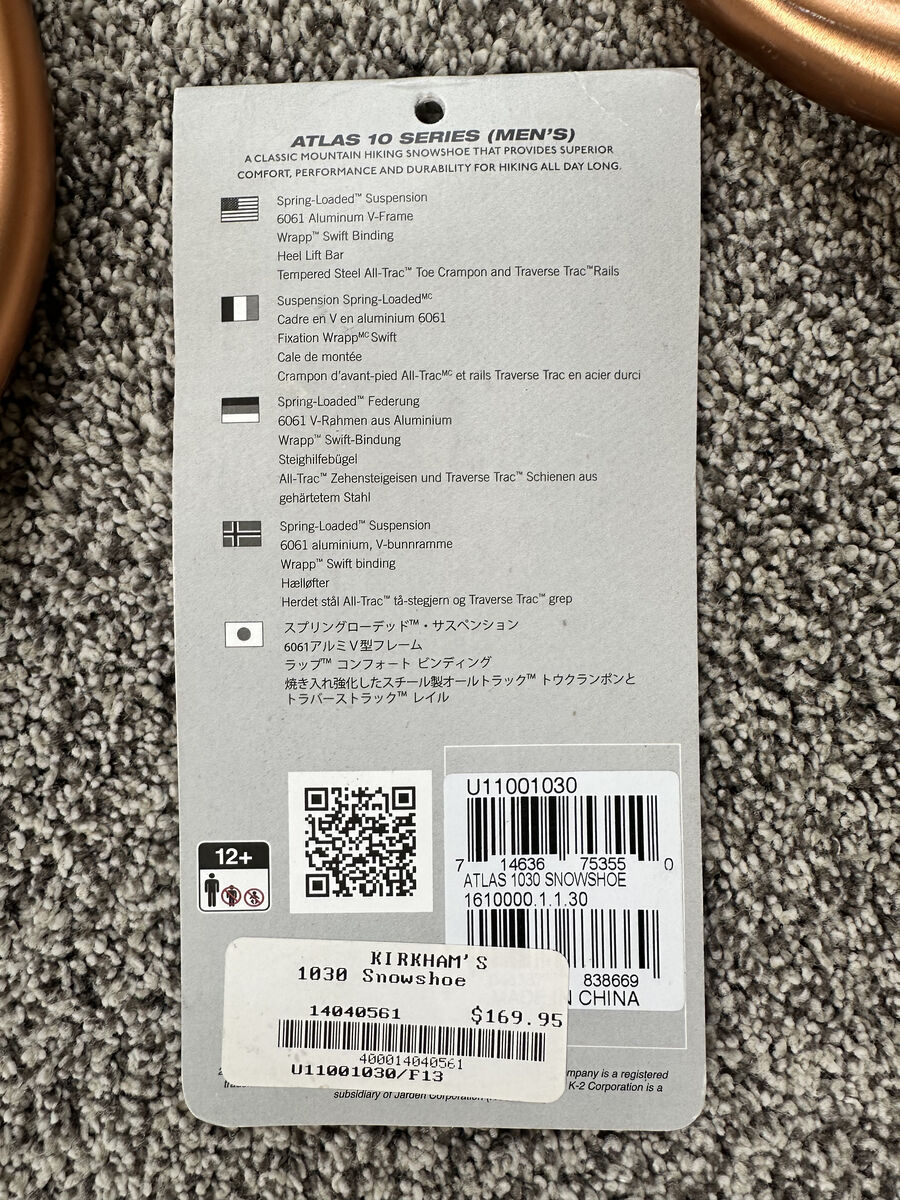 ATLAS 10 SERIES (MEN'S)
A CLASSIC MOUNTAIN HIKING SNOWSHOE THAT PROVIDES SUPERIOR
COMFORT, PERFORMANCE AND DURABILITY FOR HIKING ALL DAY LONG.
Spring-Loaded™ Suspension
6061 Aluminum V-Frame
Wrapp™ Swift Binding
Heel Lift Bar
Tempered Steel All-Trac™ Toe Crampon and Traverse Trac™Rails
Suspension Spring-Loadedᴹᶜ
Cadre en V en aluminium 6061
Fixation Wrappᴹᶜ Swift
Cale de montée
Crampon d'avant-pied All-Tracᴹᶜ et rails Traverse Trac en acier durci
Spring-Loaded™ Federung
6061 V-Rahmen aus Aluminium
Wrapp™ Swift-Bindung
Steighilfebügel
All-Trac™ Zehensteigeisen und Traverse Trac™ Schienen aus
gehärtetem Stahl
Spring-Loaded™ Suspension
6061 aluminium, V-bunnramme
Wrapp™ Swift binding
Hælløfter
Herdet stål All-Trac™ tå-stegjern og Traverse Trac™ grep
スプリングローデッド™・サスペンション
6061アルミV型フレーム
ラップ™ コンフォート ビンディング
焼き入れ強化したスチール製オールトラック™ トウクランポンと
トラバーストラック™ レイル
12+
U11001030
7 14636 75355 0
ATLAS 1030 SNOWSHOE
1610000.1.1.30
838669
N CHINA
KIRKHAM'S
1030 Snowshoe
14040561 $169.95
400014040561
U11001030/F13
mpany is a registered
K-2 Corporation is a
subsidiary of Jarden Corporation